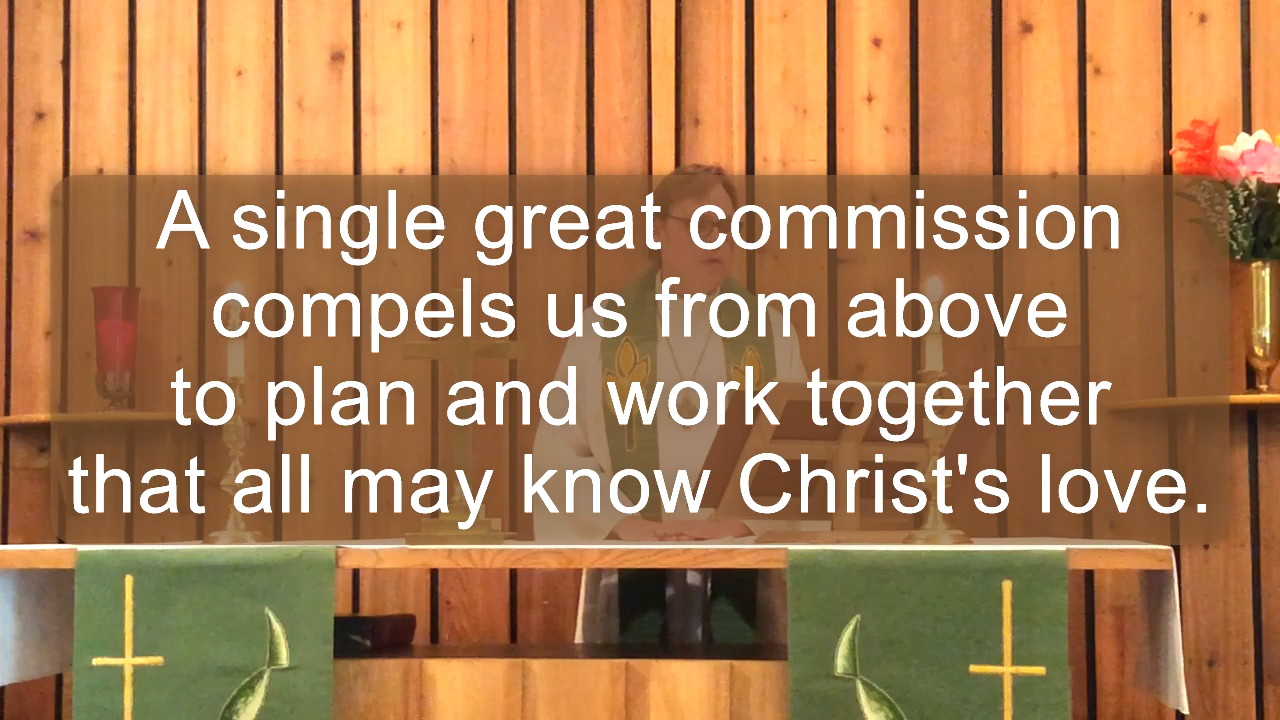 A single great commission
compels us from above
to plan and work together
that all may know Christ's love.